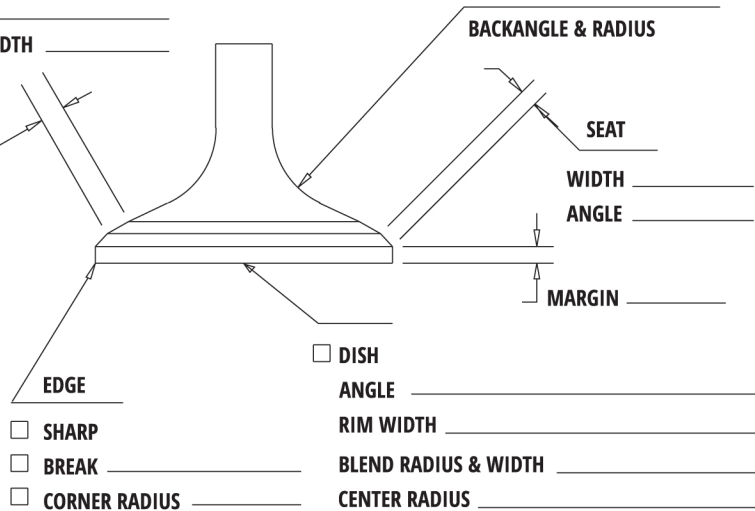 BACKANGLE & RADIUS
SEAT
WIDTH
ANGLE
MARGIN
EDGE
SHARP
BREAK
CORNER RADIUS
DISH
ANGLE
RIM WIDTH
BLEND RADIUS & WIDTH
CENTER RADIUS